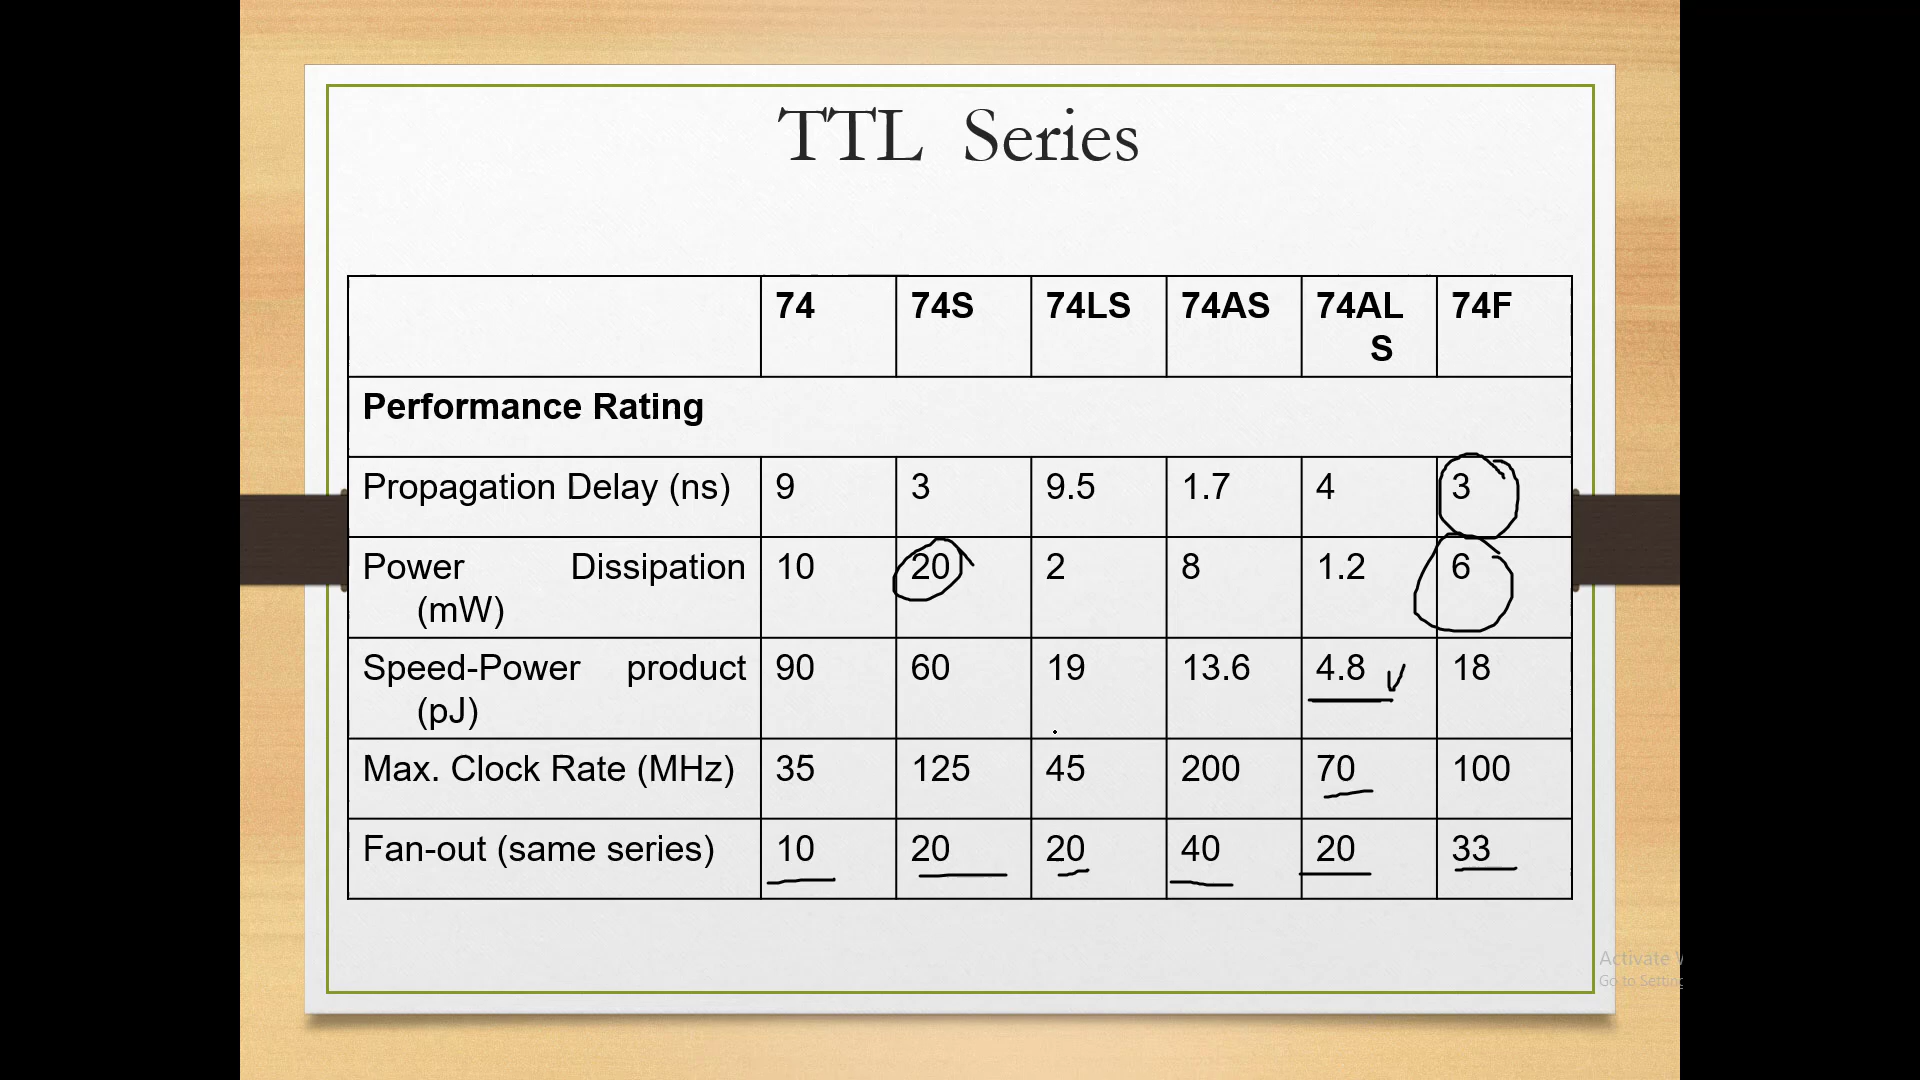 TTL Series
74 74S 74LS 74AS 74AL 74F
S
Performance Rating
Propagation Delay (ns) 9 3 9.5 1.7 4 3
Power Dissipation 10 20 2 8 1.2 6
(mW)
Speed-Power product 90 60 19 13.6 4.8 18
(pJ)
Max. Clock Rate (MHz) 35 125 45 200 70 100
Fan-out (same series) 10 20 20 40 20 33
Activate
Go to